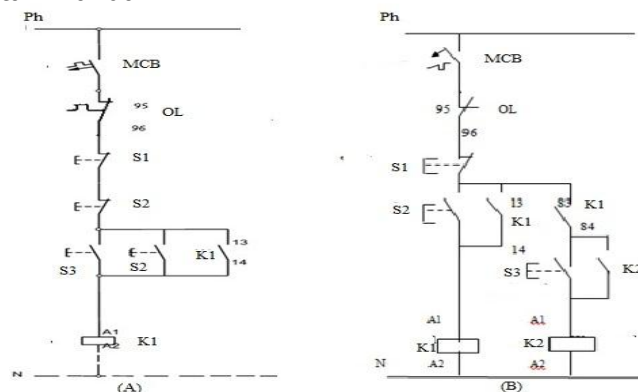 Ph
MCB
95 OL
96
S1
S2
13
S3 S2 K1 14
A1
A2 K1
N
(A)
Ph
MCB
95 OL
96
S1
13 83 K1
S2 K1 84
14
S3 K2
A1 A1
K1 K2
A2 A2
N
(B)